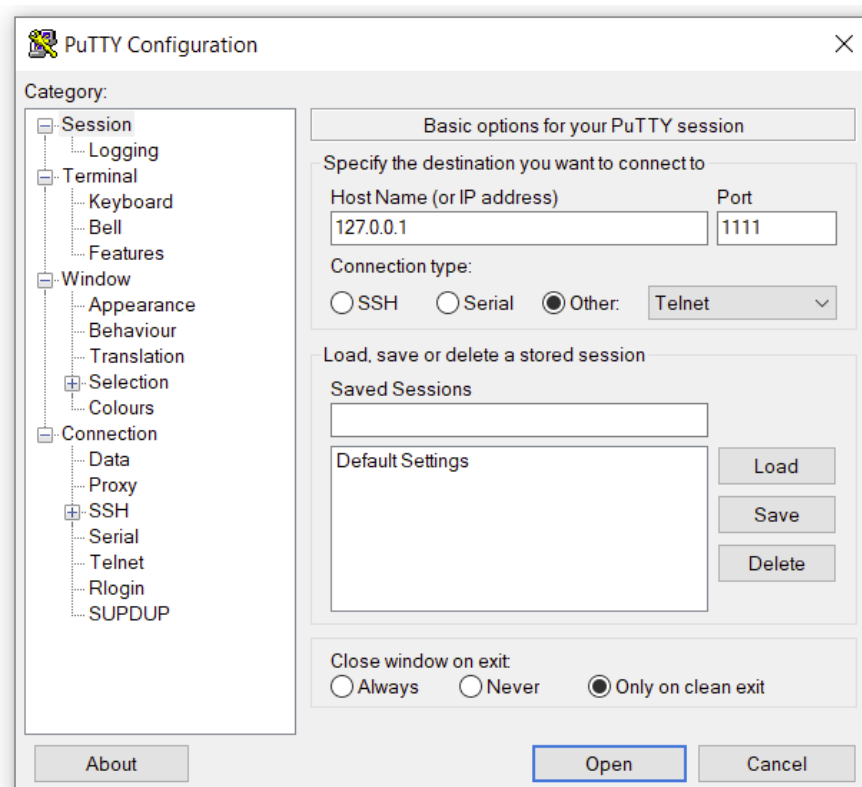 PuTTY Configuration
Category:
Session
Logging
Terminal
Keyboard
Bell
Features
Window
Appearance
Behaviour
Translation
Selection
Colours
Connection
Data
Proxy
SSH
Serial
Telnet
Rlogin
SUPDUP
Basic options for your PuTTY session
Specify the destination you want to connect to
Host Name (or IP address) Port
127.0.0.1 1111
Connection type:
SSH Serial Other: Telnet
Load, save or delete a stored session
Saved Sessions
Default Settings
Load
Save
Delete
Close window on exit:
Always Never Only on clean exit
About Open Cancel